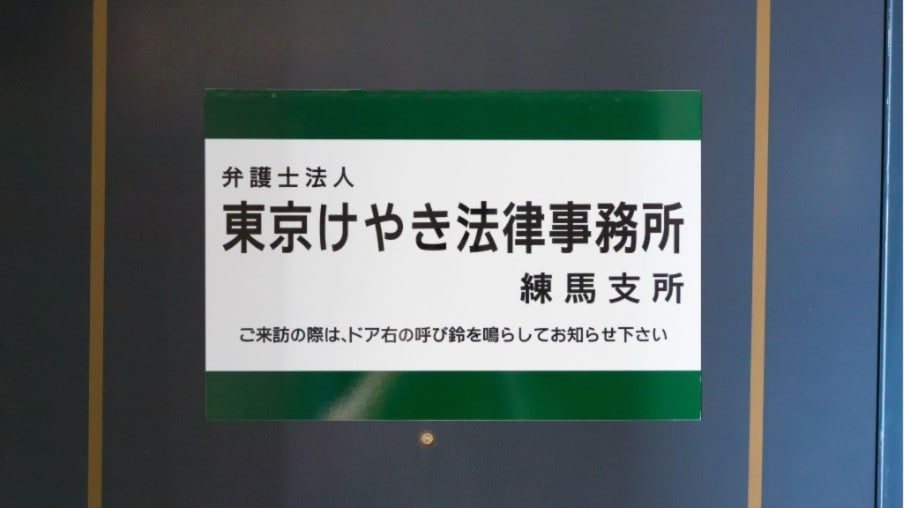 弁護士法人
東京けやき法律事務所
練馬支所
ご来訪の際は、ドア右の呼び鈴を鳴らしてお知らせ下さい